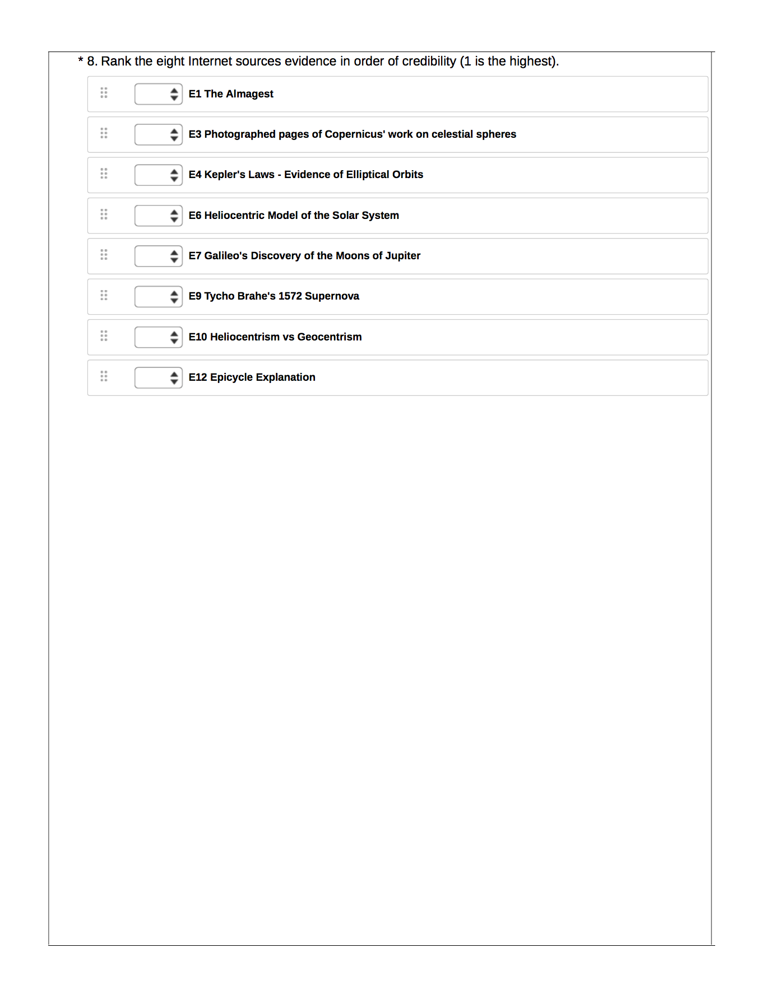 * 8. Rank the eight Internet sources evidence in order of credibility (1 is the highest).
E1 The Almagest
E3 Photographed pages of Copernicus' work on celestial spheres
E4 Kepler's Laws - Evidence of Elliptical Orbits
E6 Heliocentric Model of the Solar System
E7 Galileo's Discovery of the Moons of Jupiter
E9 Tycho Brahe's 1572 Supernova
E10 Heliocentrism vs Geocentrism
E12 Epicycle Explanation